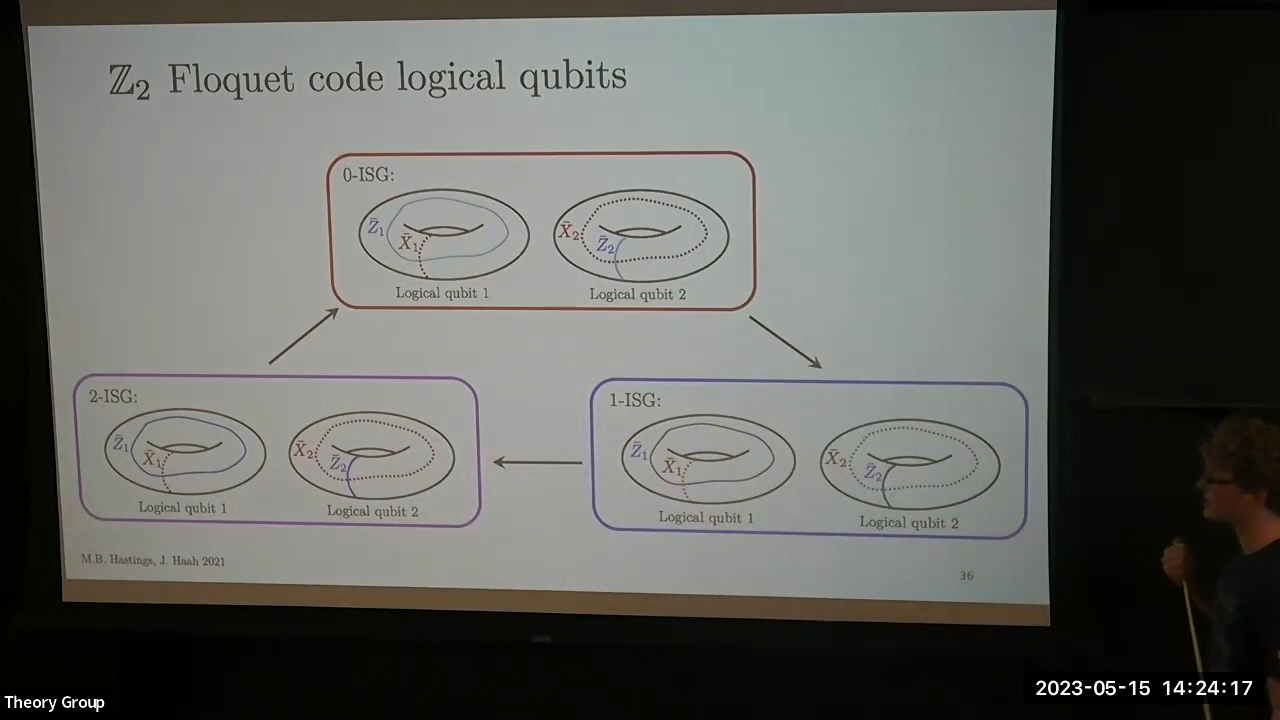 ℤ₂ Floquet code logical qubits
0-ISG:
Z̄₁
X̄₁
Logical qubit 1
X̄₂
Z̄₂
Logical qubit 2
2-ISG:
Z̄₁
X̄₁
Logical qubit 1
X̄₂
Z̄₂
Logical qubit 2
1-ISG:
Z̄₁
X̄₁
Logical qubit 1
X̄₂
Z̄₂
Logical qubit 2
M.B. Hastings, J. Haah 2021
36
2023-05-15 14:24:17
Theory Group